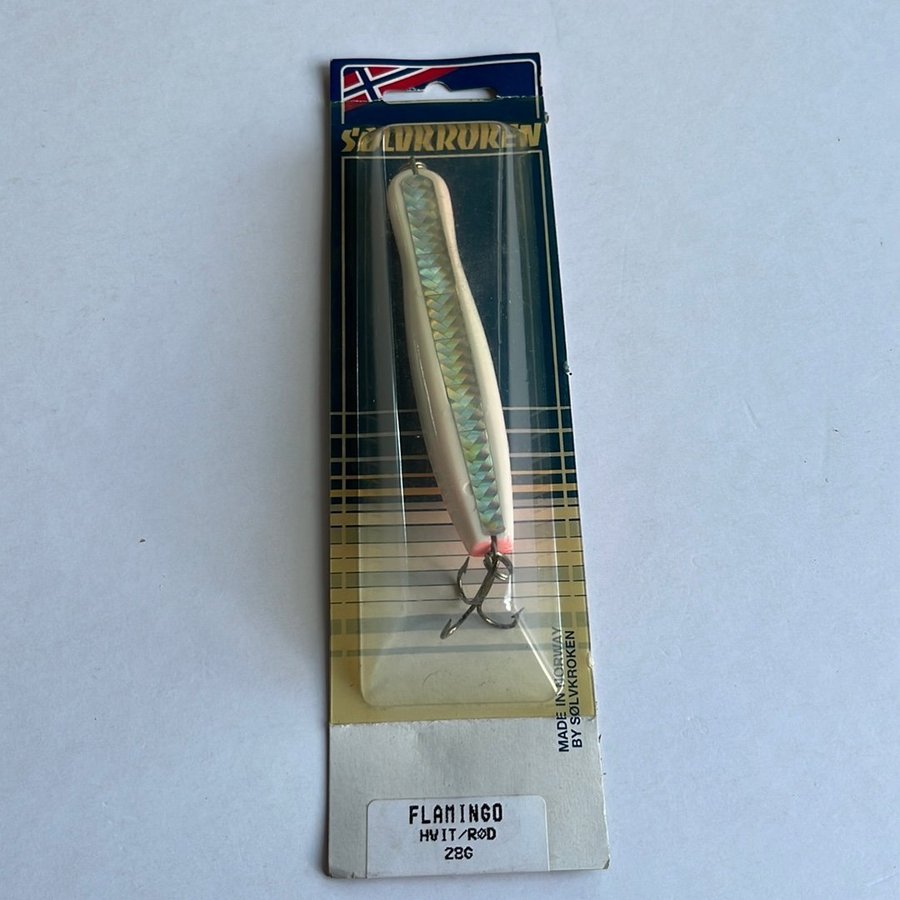 SØLVKROKEN
MADE IN NORWAY
BY SØLVKROKEN
FLAMINGO
HVIT/RØD
28G